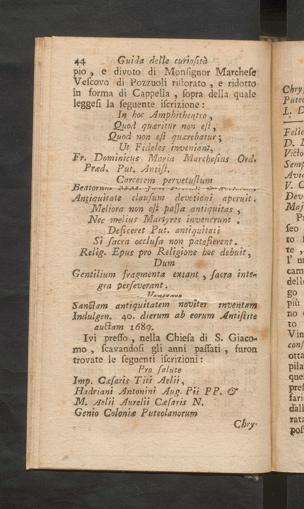 44 Guida delle curiosità
pio, e divoto di Monsignor Marchese
Vescovo di Pozzuoli ristorato, e ridotto
in forma di Cappella, sopra della quale
leggesi la seguente iscrizione:
In hoc Amphitheatro,
Quod quæritur non est,
Quod non est quærebatur;
Ut Fideles inveniant,
Fr. Dominicus Maria Marchesius Ord.
Præd. Put. Antist.
Carcerem pervetustum
Beatorum
Antiquitate clausum devotioni aperuit.
Meliora non est passa antiquitas,
Nec melius Martyres invenerunt.
Deficeret Put. antiquitati
Si sacra occlusa non patefierent.
Relig. Epus pro Religione hoc debuit,
Dum
Gentilium fragmenta extant, sacra inte-
gra perseverant.
Sanctam antiquitatem noviter inventam
Indulgen. 40. dierum ab eorum Antistite
auctam 1689.
Ivi presso, nella Chiesa di S. Giaco-
mo, scavandosi gli anni passati, furon
trovate le seguenti iscrizioni:
Pro salute
Imp. Cæsaris Titi Aelii,
Hadriani Antonini Aug. Pii PP. &
M. Aelii Aurelii Cæsaris N.
Genio Coloniæ Puteolanorum
Chry-